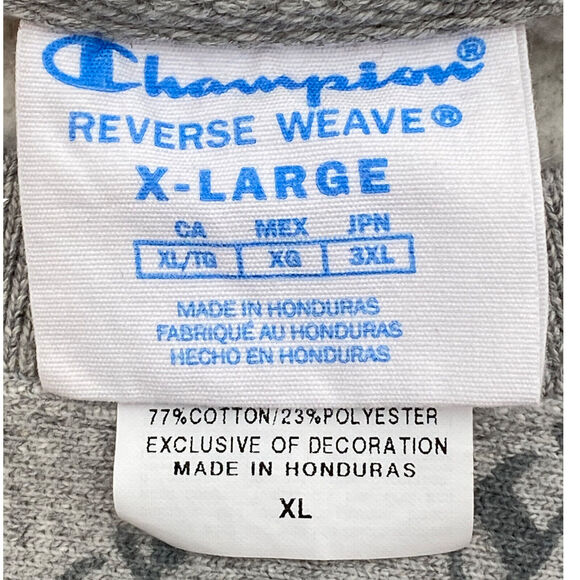 Champion®
REVERSE WEAVE®
X-LARGE
CA MEX JPN
XL/TG XG 3XL
MADE IN HONDURAS
FABRIQUÉ AU HONDURAS
HECHO EN HONDURAS
77%COTTON/23%POLYESTER
EXCLUSIVE OF DECORATION
MADE IN HONDURAS
XL